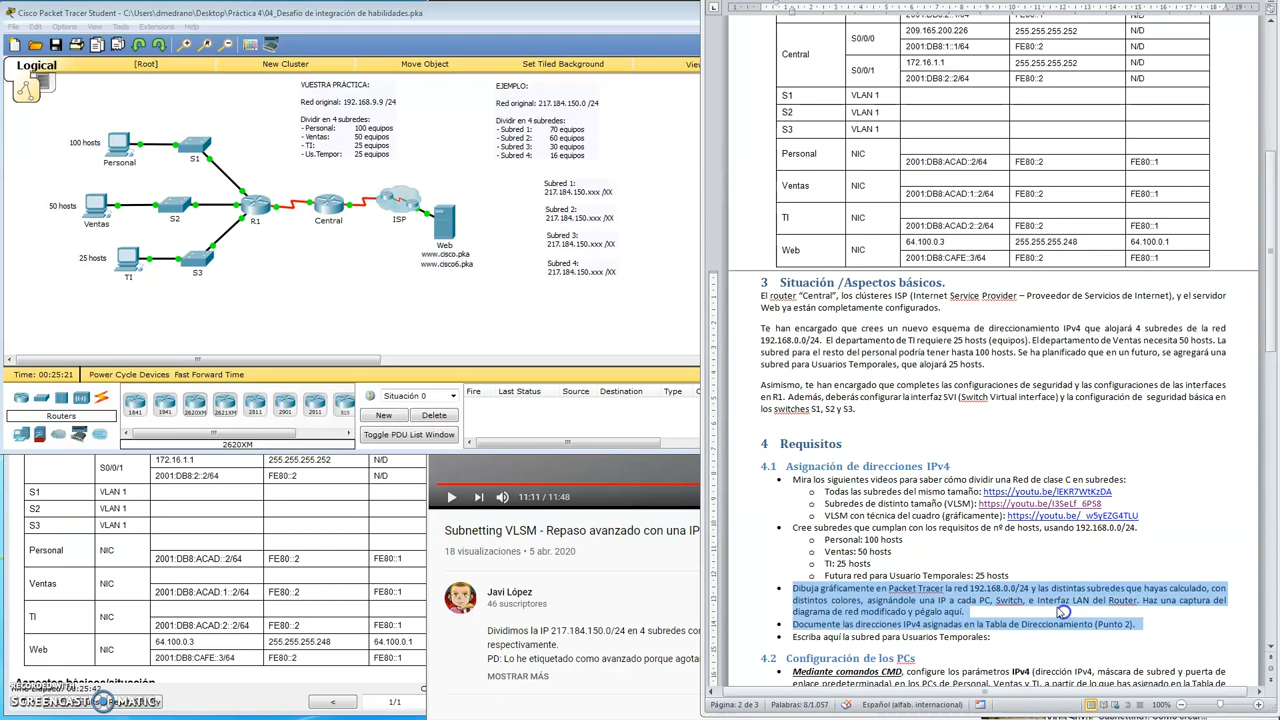 Cisco Packet Tracer Student - C:\Users\dmedrano\Desktop\Práctica 4\04_Desafio de integración de habilidades.pka
File Edit Options View Tools Extensions Help
Logical [Root] New Cluster Move Object Set Tiled Background
VUESTRA PRÁCTICA:
Red original: 192.168.9.9 /24
Dividir en 4 subredes:
- Personal: 100 equipos
- Ventas: 50 equipos
- TI: 25 equipos
- Us.Tempor: 25 equipos
EJEMPLO:
Red original: 217.184.150.0 /24
Dividir en 4 subredes:
- Subred 1: 70 equipos
- Subred 2: 60 equipos
- Subred 3: 30 equipos
- Subred 4: 16 equipos
Subred 1:
217.184.150.xxx /XX
Subred 2:
217.184.150.xxx /XX
Subred 3:
217.184.150.xxx /XX
Subred 4:
217.184.150.xxx /XX
100 hosts
Personal
S1
50 hosts
Ventas
S2
R1
Central
ISP
Web
www.cisco.pka
www.cisco6.pka
25 hosts
TI
S3
Time: 00:25:21 Power Cycle Devices Fast Forward Time
Routers
1841 1941 2620XM 2621XM 2811 2901 2911 819
2620XM
Situación 0
New Delete
Toggle PDU List Window
Fire Last Status Source Destination
S0/0/1 172.16.1.1 255.255.255.252 N/D
2001:DB8:2::2/64 FE80::2 N/D
S1 VLAN 1
S2 VLAN 1
S3 VLAN 1
Personal NIC
2001:DB8:ACAD::2/64 FE80::2 FE80::1
Ventas NIC
2001:DB8:ACAD:1::2/64 FE80::2 FE80::1
TI NIC
2001:DB8:ACAD:2::2/64 FE80::2 FE80::1
Web NIC 64.100.0.3 255.255.255.248 64.100.0.1
2001:DB8:CAFE::3/64 FE80::2 FE80::1
SCREENCAST MATIC
1/1
11:11 / 11:48
Subnetting VLSM - Repaso avanzado con una IP
18 visualizaciones • 5 abr. 2020
Javi López
46 suscriptores
Dividimos la IP 217.184.150.0/24 en 4 subredes con
respectivamente.
PD: Lo he etiquetado como avanzado porque agota
MOSTRAR MÁS
Central S0/0/0 209.165.200.226 255.255.255.252 N/D
2001:DB8:1::1/64 FE80::2 N/D
S0/0/1 172.16.1.1 255.255.255.252 N/D
2001:DB8:2::2/64 FE80::2 N/D
S1 VLAN 1
S2 VLAN 1
S3 VLAN 1
Personal NIC
2001:DB8:ACAD::2/64 FE80::2 FE80::1
Ventas NIC
2001:DB8:ACAD:1::2/64 FE80::2 FE80::1
TI NIC
2001:DB8:ACAD:2::2/64 FE80::2 FE80::1
Web NIC 64.100.0.3 255.255.255.248 64.100.0.1
2001:DB8:CAFE::3/64 FE80::2 FE80::1
3 Situación /Aspectos básicos.
El router “Central”, los clústeres ISP (Internet Service Provider – Proveedor de Servicios de Internet), y el servidor
Web ya están completamente configurados.
Te han encargado que crees un nuevo esquema de direccionamiento IPv4 que alojará 4 subredes de la red
192.168.0.0/24. El departamento de TI requiere 25 hosts (equipos). El departamento de Ventas necesita 50 hosts. La
subred para el resto del personal podría tener hasta 100 hosts. Se ha planificado que en un futuro, se agregará una
subred para Usuarios Temporales, que alojará 25 hosts.
Asimismo, te han encargado que completes las configuraciones de seguridad y las configuraciones de las interfaces
en R1. Además, deberás configurar la interfaz SVI (Switch Virtual interface) y la configuración de seguridad básica en
los switches S1, S2 y S3.
4 Requisitos
4.1 Asignación de direcciones IPv4
• Mira los siguientes videos para saber cómo dividir una Red de clase C en subredes:
o Todas las subredes del mismo tamaño: https://youtu.be/lEKR7WtKzDA
o Subredes de distinto tamaño (VLSM): https://youtu.be/I3SeLf_6PS8
o VLSM con técnica del cuadro (gráficamente): https://youtu.be/_w5yEZG4TLU
• Cree subredes que cumplan con los requisitos de nº de hosts, usando 192.168.0.0/24.
o Personal: 100 hosts
o Ventas: 50 hosts
o TI: 25 hosts
o Futura red para Usuario Temporales: 25 hosts
• Dibuja gráficamente en Packet Tracer la red 192.168.0.0/24 y las distintas subredes que hayas calculado, con
distintos colores, asignándole una IP a cada PC, Switch, e Interfaz LAN del Router. Haz una captura del
diagrama de red modificado y pégalo aquí.
• Documente las direcciones IPv4 asignadas en la Tabla de Direccionamiento (Punto 2).
• Escriba aquí la subred para Usuarios Temporales:
4.2 Configuración de los PCs
• Mediante comandos CMD, configure los parámetros IPv4 (dirección IPv4, máscara de subred y puerta de
enlace predeterminada) en los PCs de Personal, Ventas y TI, a partir de lo que has asignado en la Tabla de
Página: 2 de 3 Palabras: 8/1.057 Español (alfab. internacional) 100%